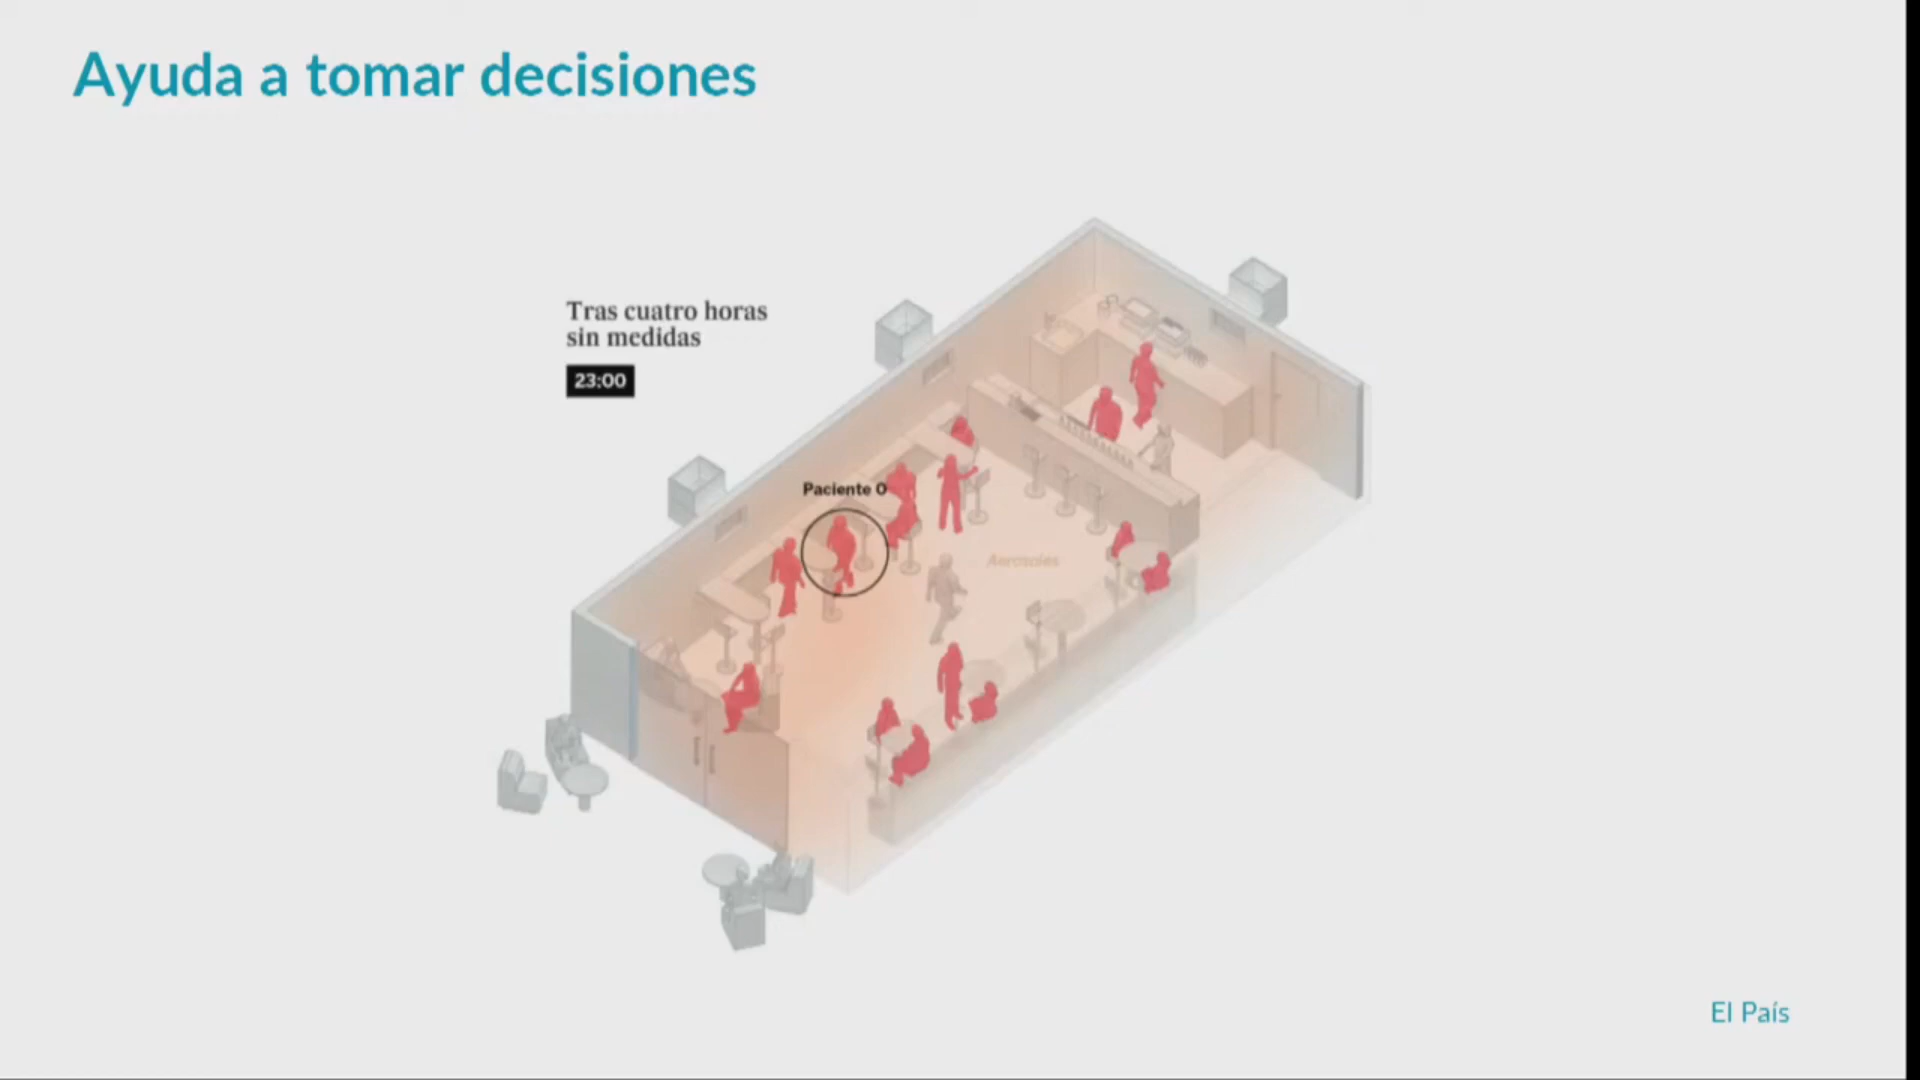 Ayuda a tomar decisiones
Tras cuatro horas
sin medidas
23:00
Paciente 0
Aerosoles
El País